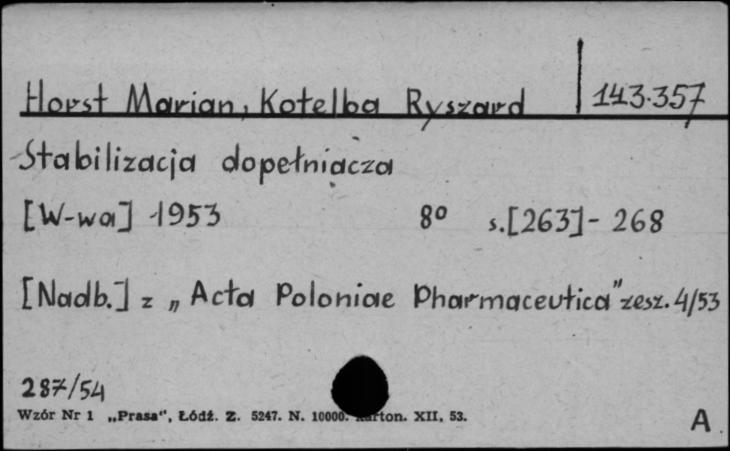 Horst Marian, Kotelba Ryszard 143.357
Stabilizacja dopełniacza
[W-wa] 1953 8° s.[263]- 268
[Nadb.] z „Acta Poloniae Pharmaceutica" zesz. 4/53
287/54
Wzór Nr 1 „Prasa“, Łódź. Z. 5247. N. 10000. Karton. XII, 53.
A